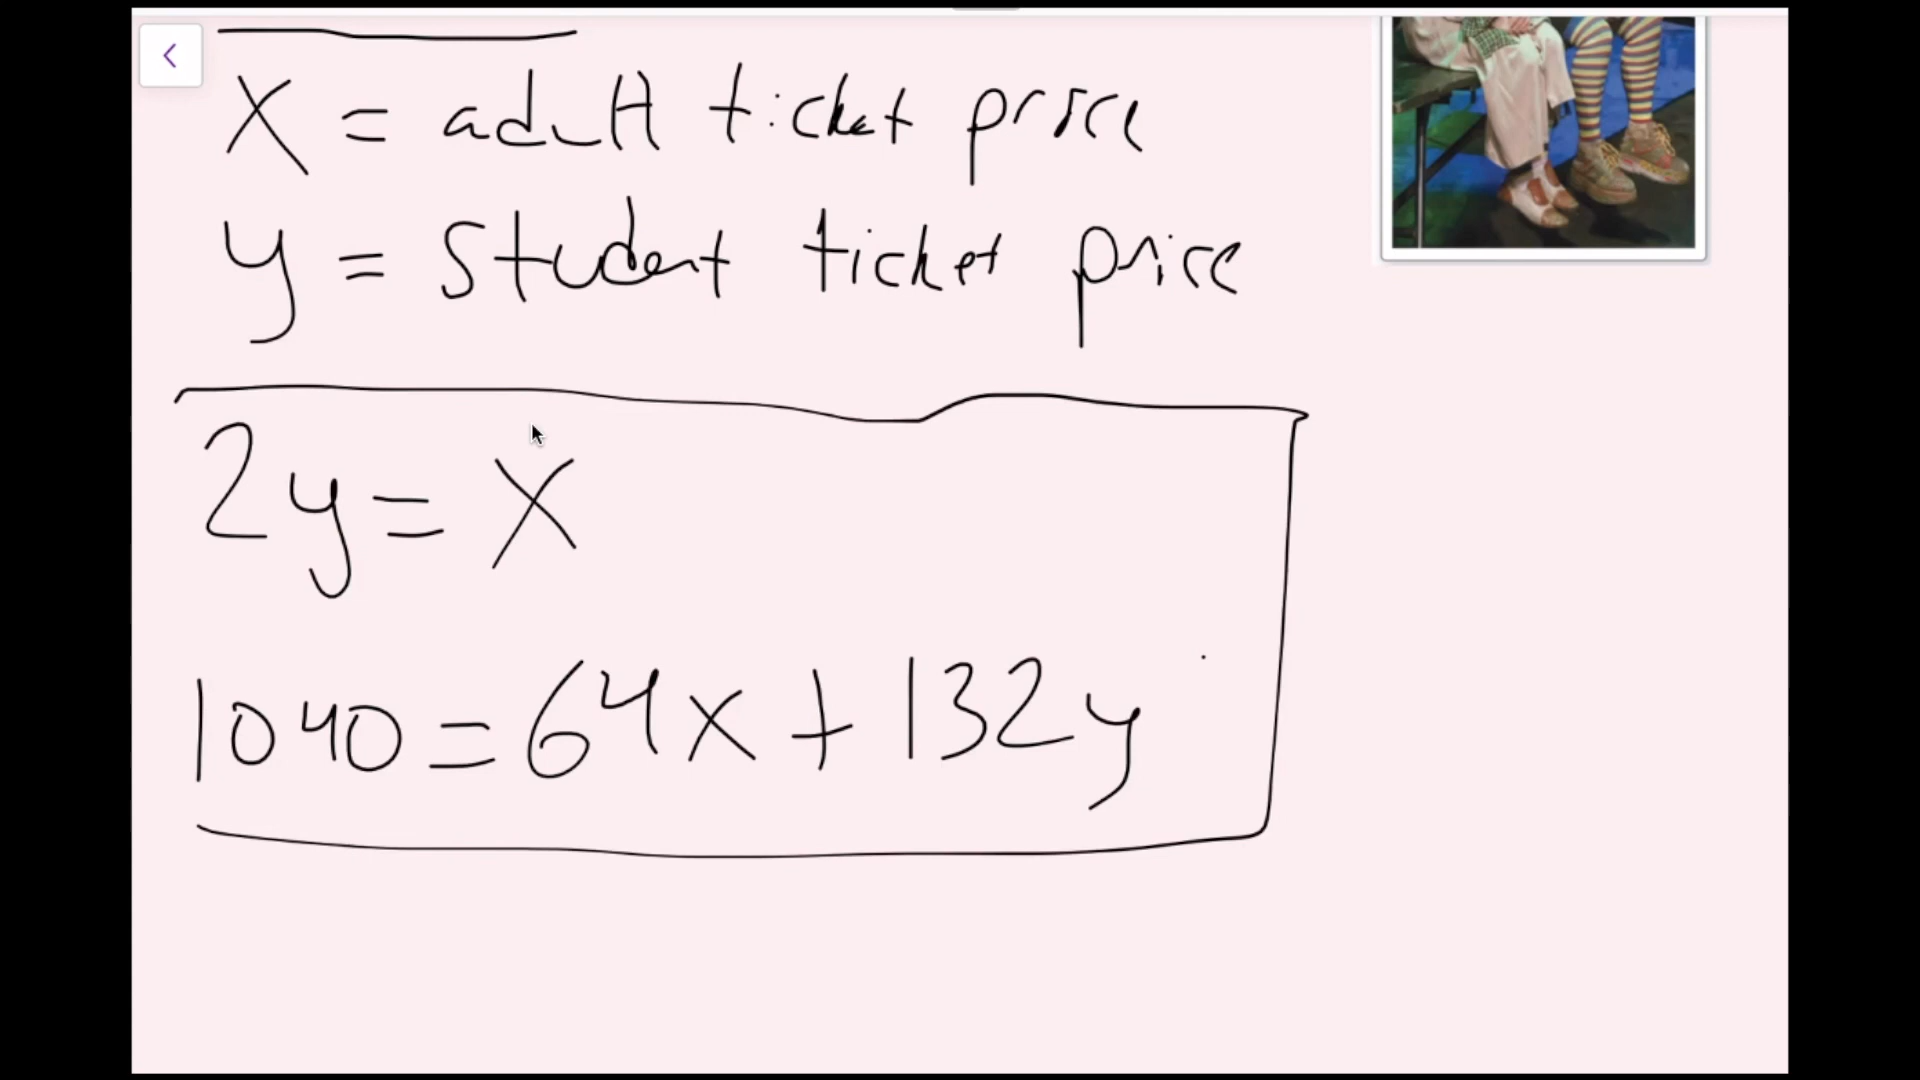 X = adult ticket price
y = student ticket price
2y = X
1040 = 64x + 132y